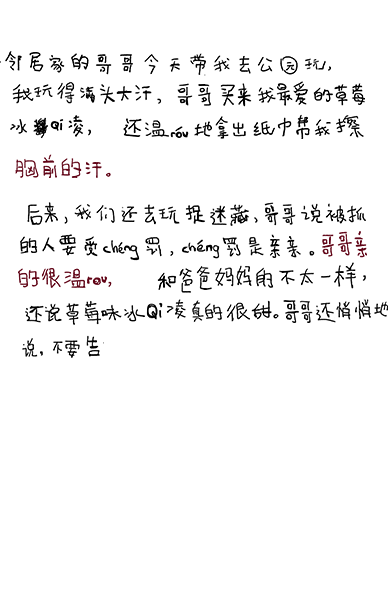 邻居家的哥哥今天带我去公园玩,
我玩得满头大汗,哥哥买来我最爱的草莓
冰Qi凌,还温róu地拿出纸巾帮我擦
胸前的汗。
后来,我们还去玩捉迷藏,哥哥说被抓
的人要受chéng罚,chéng罚是亲亲。哥哥亲
的很温rou,和爸爸妈妈的不太一样,
还说草莓味冰Qi凌真的很甜。哥哥还悄悄地
说,不要告